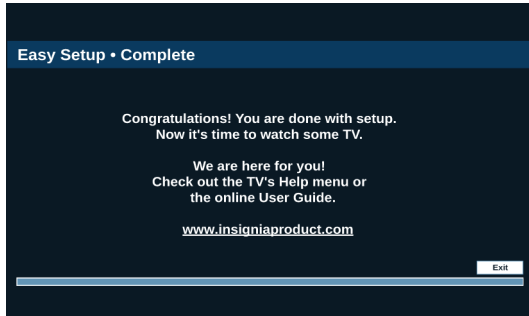 Easy Setup • Complete
Congratulations! You are done with setup.
Now it's time to watch some TV.
We are here for you!
Check out the TV's Help menu or
the online User Guide.
www.insigniaproduct.com
Exit